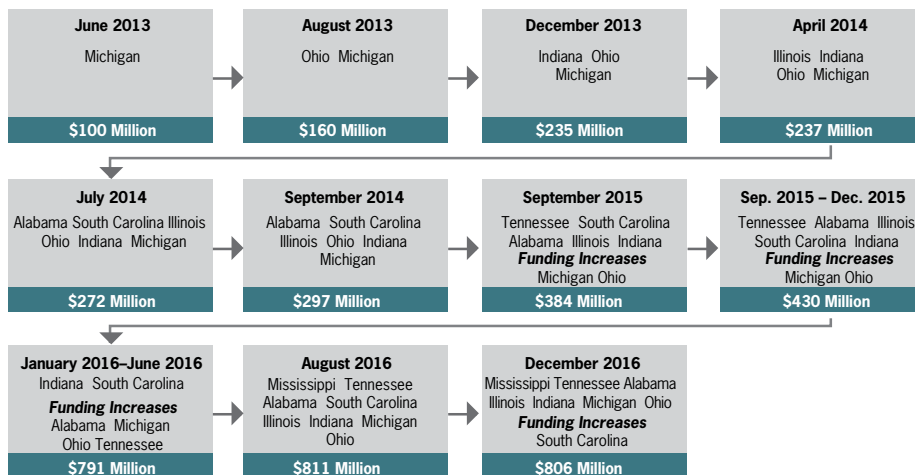 June 2013
Michigan
$100 Million
August 2013
Ohio Michigan
$160 Million
December 2013
Indiana Ohio
Michigan
$235 Million
April 2014
Illinois Indiana
Ohio Michigan
$237 Million
July 2014
Alabama South Carolina Illinois
Ohio Indiana Michigan
$272 Million
September 2014
Alabama South Carolina
Illinois Ohio Indiana
Michigan
$297 Million
September 2015
Tennessee South Carolina
Alabama Illinois Indiana
Funding Increases
Michigan Ohio
$384 Million
Sep. 2015 – Dec. 2015
Tennessee Alabama Illinois
South Carolina Indiana
Funding Increases
Michigan Ohio
$430 Million
January 2016–June 2016
Indiana South Carolina
Funding Increases
Alabama Michigan
Ohio Tennessee
$791 Million
August 2016
Mississippi Tennessee
Alabama South Carolina
Illinois Indiana Michigan
Ohio
$811 Million
December 2016
Mississippi Tennessee Alabama
Illinois Indiana Michigan Ohio
Funding Increases
South Carolina
$806 Million